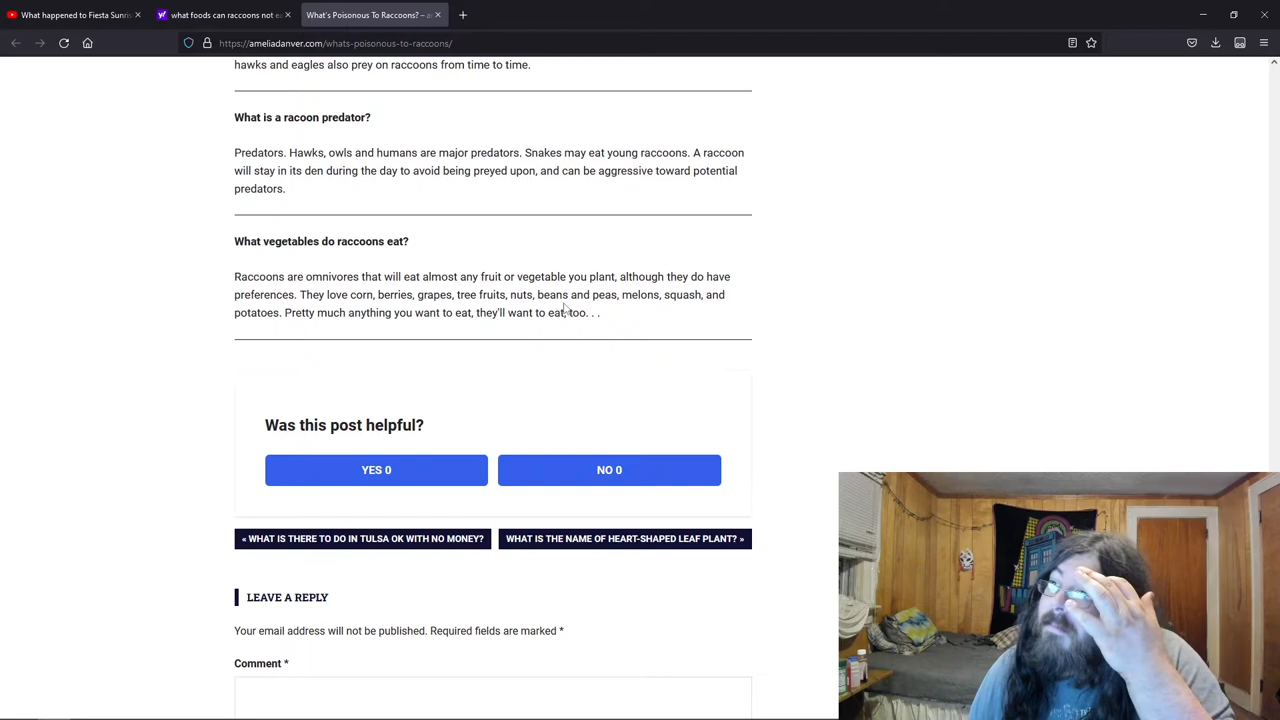 What happened to Fiesta Sunris
what foods can raccoons not ea
What's Poisonous To Raccoons? – a
https://ameliadanver.com/whats-poisonous-to-raccoons/
hawks and eagles also prey on raccoons from time to time.
What is a racoon predator?
Predators. Hawks, owls and humans are major predators. Snakes may eat young raccoons. A raccoon
will stay in its den during the day to avoid being preyed upon, and can be aggressive toward potential
predators.
What vegetables do raccoons eat?
Raccoons are omnivores that will eat almost any fruit or vegetable you plant, although they do have
preferences. They love corn, berries, grapes, tree fruits, nuts, beans and peas, melons, squash, and
potatoes. Pretty much anything you want to eat, they'll want to eat, too. . .
Was this post helpful?
YES 0
NO 0
« WHAT IS THERE TO DO IN TULSA OK WITH NO MONEY?
WHAT IS THE NAME OF HEART-SHAPED LEAF PLANT? »
LEAVE A REPLY
Your email address will not be published. Required fields are marked *
Comment *